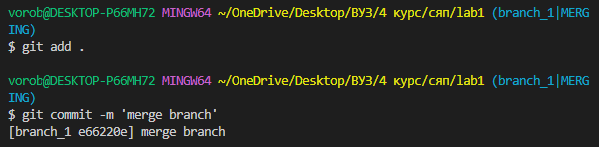 vorob@DESKTOP-P66MH72 MINGW64 ~/OneDrive/Desktop/ВУЗ/4 курс/сяп/lab1 (branch_1|MERG
ING)
$ git add .
vorob@DESKTOP-P66MH72 MINGW64 ~/OneDrive/Desktop/ВУЗ/4 курс/сяп/lab1 (branch_1|MERG
ING)
$ git commit -m 'merge branch'
[branch_1 e66220e] merge branch